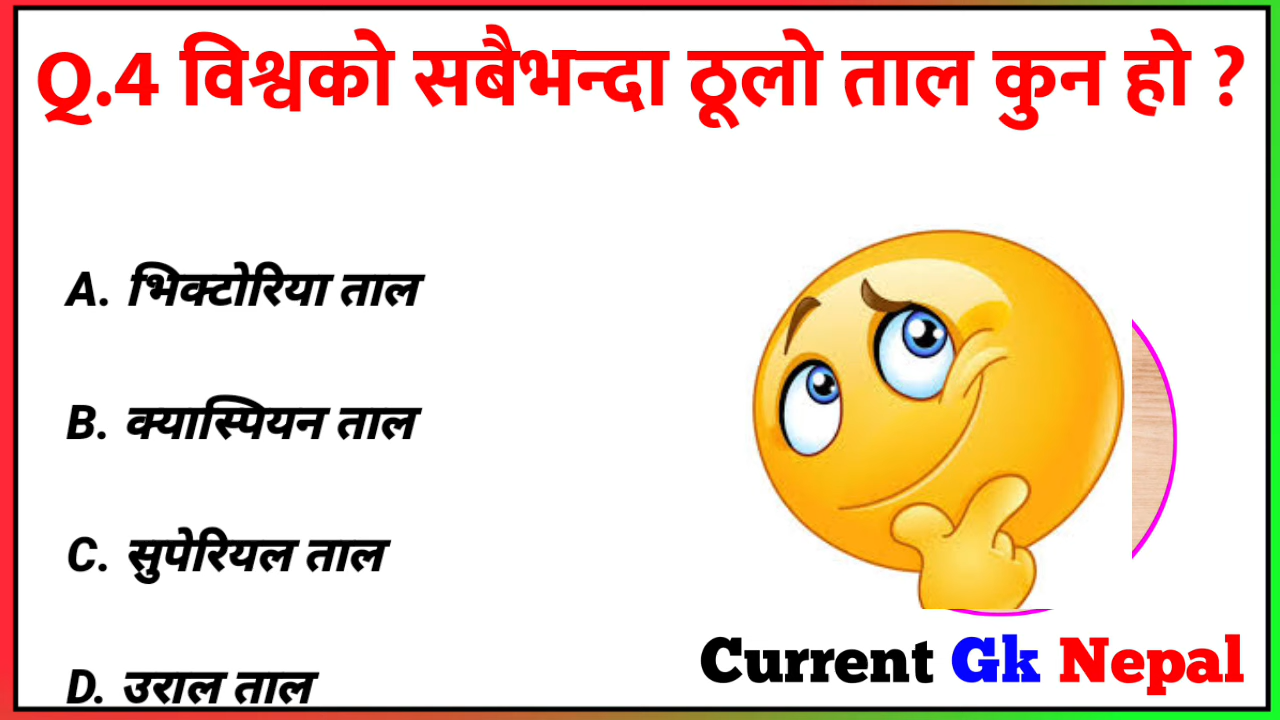 Q.4 विश्वको सबैभन्दा ठूलो ताल कुन हो ?
A. भिक्टोरिया ताल
B. क्यास्पियन ताल
C. सुपेरियल ताल
D. उराल ताल
Current Gk Nepal